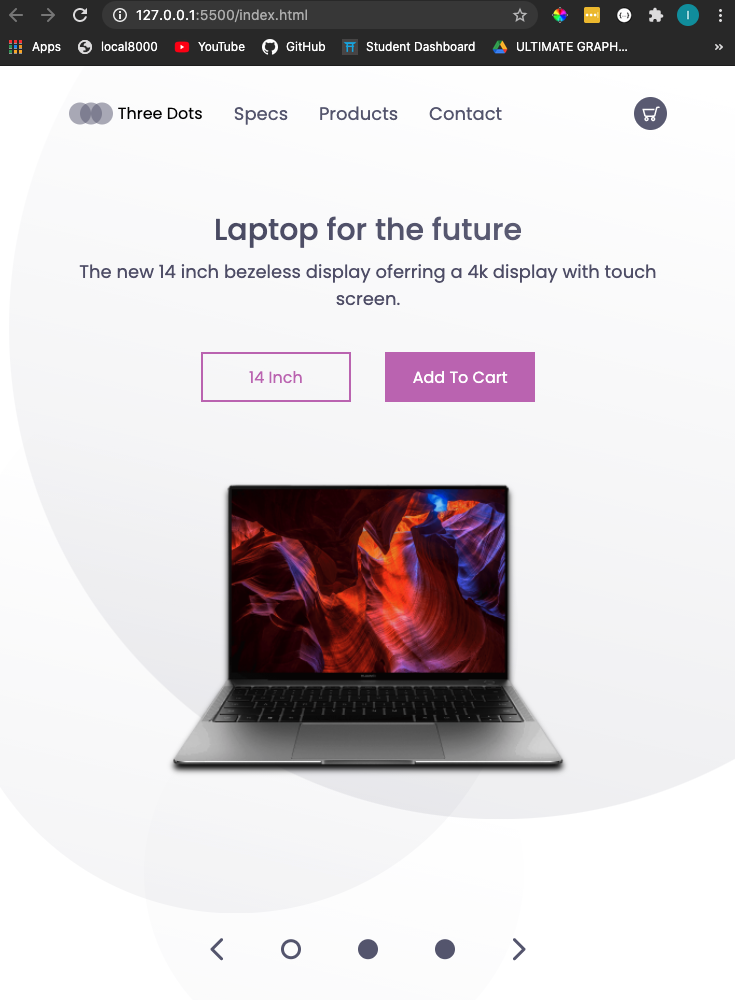 127.0.0.1:5500/index.html
Apps local8000 YouTube GitHub Student Dashboard ULTIMATE GRAPH...
Three Dots Specs Products Contact
Laptop for the future
The new 14 inch bezeless display oferring a 4k display with touch
screen.
14 Inch Add To Cart